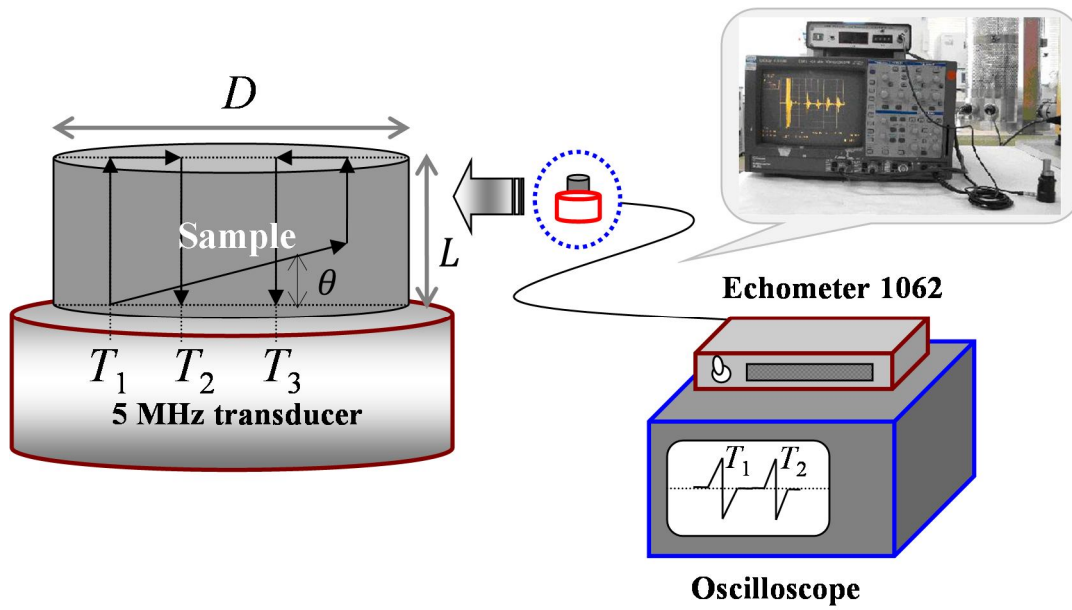 D
Sample
L
θ
T₁ T₂ T₃
5 MHz transducer
Echometer 1062
T₁ T₂
Oscilloscope